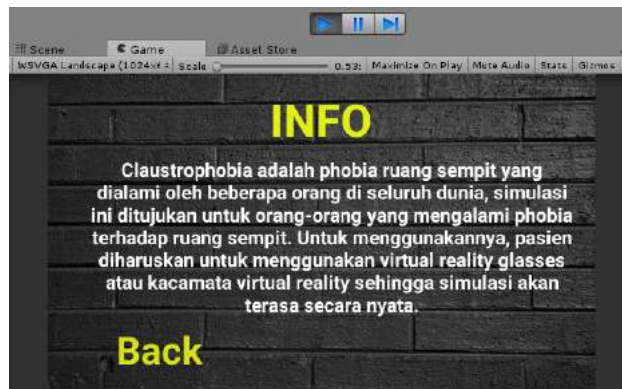 Scene Game Asset Store
WSVGA Landscape (1024x6 Scale 0.53x Maximize On Play Mute Audio Stats Gizmos
INFO
Claustrophobia adalah phobia ruang sempit yang
dialami oleh beberapa orang di seluruh dunia, simulasi
ini ditujukan untuk orang-orang yang mengalami phobia
terhadap ruang sempit. Untuk menggunakannya, pasien
diharuskan untuk menggunakan virtual reality glasses
atau kacamata virtual reality sehingga simulasi akan
terasa secara nyata.
Back